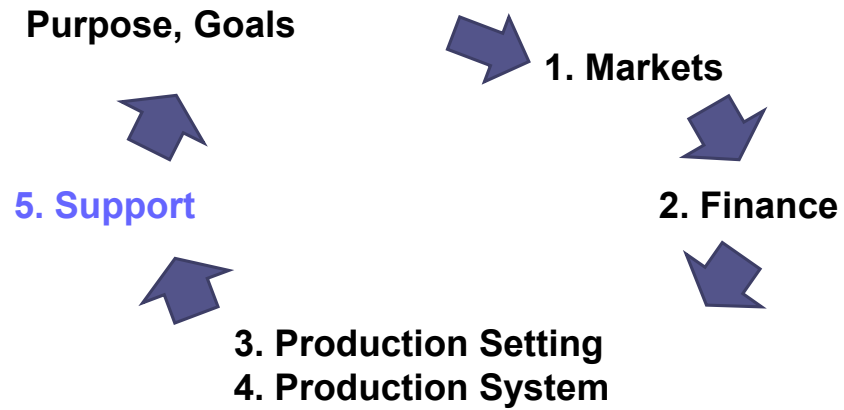 Purpose, Goals
1. Markets
2. Finance
3. Production Setting
4. Production System
5. Support